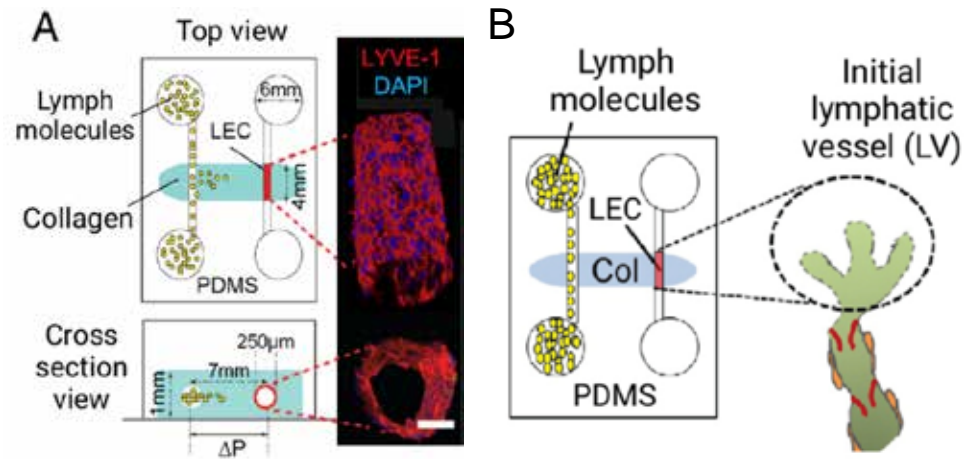 A
Top view
LYVE-1
DAPI
Lymph
molecules
6mm
LEC
4mm
Collagen
PDMS
Cross
section
view
250µm
7mm
1mm
ΔP
B
Lymph
molecules
Initial
lymphatic
vessel (LV)
LEC
Col
PDMS